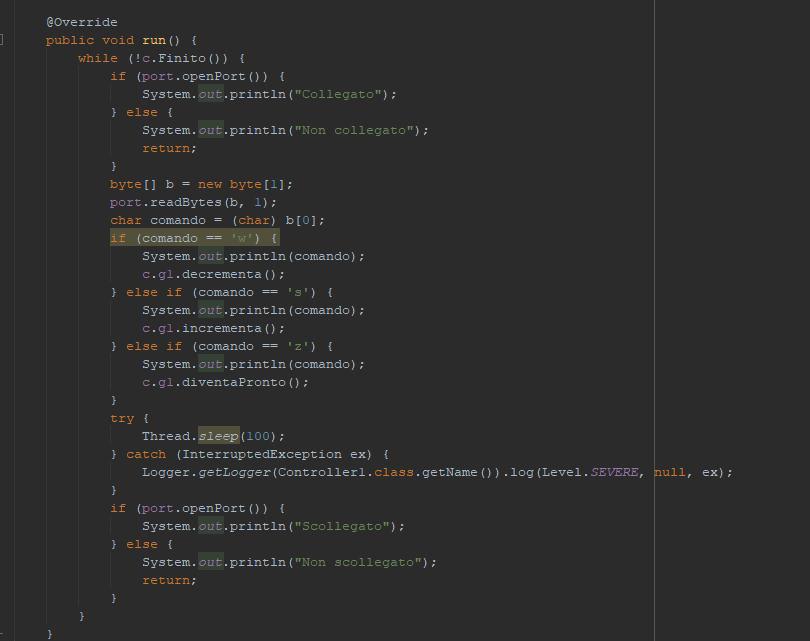 @Override
public void run() {
while (!c.Finito()) {
if (port.openPort()) {
System.out.println("Collegato");
} else {
System.out.println("Non collegato");
return;
}
byte[] b = new byte[1];
port.readBytes(b, 1);
char comando = (char) b[0];
if (comando == 'w') {
System.out.println(comando);
c.g1.decrementa();
} else if (comando == 's') {
System.out.println(comando);
c.g1.incrementa();
} else if (comando == 'z') {
System.out.println(comando);
c.g1.diventaPronto();
}
try {
Thread.sleep(100);
} catch (InterruptedException ex) {
Logger.getLogger(Controller1.class.getName()).log(Level.SEVERE, null, ex);
}
if (port.openPort()) {
System.out.println("Scollegato");
} else {
System.out.println("Non scollegato");
return;
}
}
}